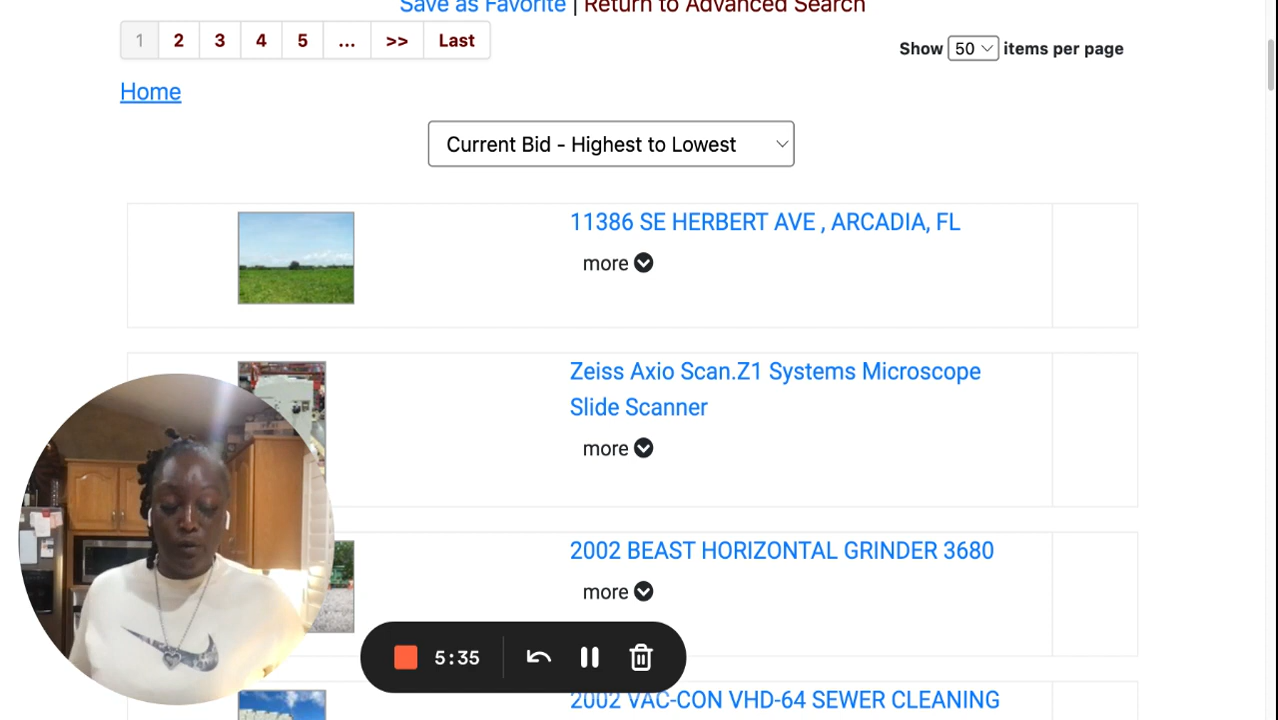 Save as Favorite | Return to Advanced Search
1 2 3 4 5 ... >> Last
Show 50 items per page
Home
Current Bid - Highest to Lowest
11386 SE HERBERT AVE , ARCADIA, FL
more
Zeiss Axio Scan.Z1 Systems Microscope
Slide Scanner
more
2002 BEAST HORIZONTAL GRINDER 3680
more
5:35
2002 VAC-CON VHD-64 SEWER CLEANING